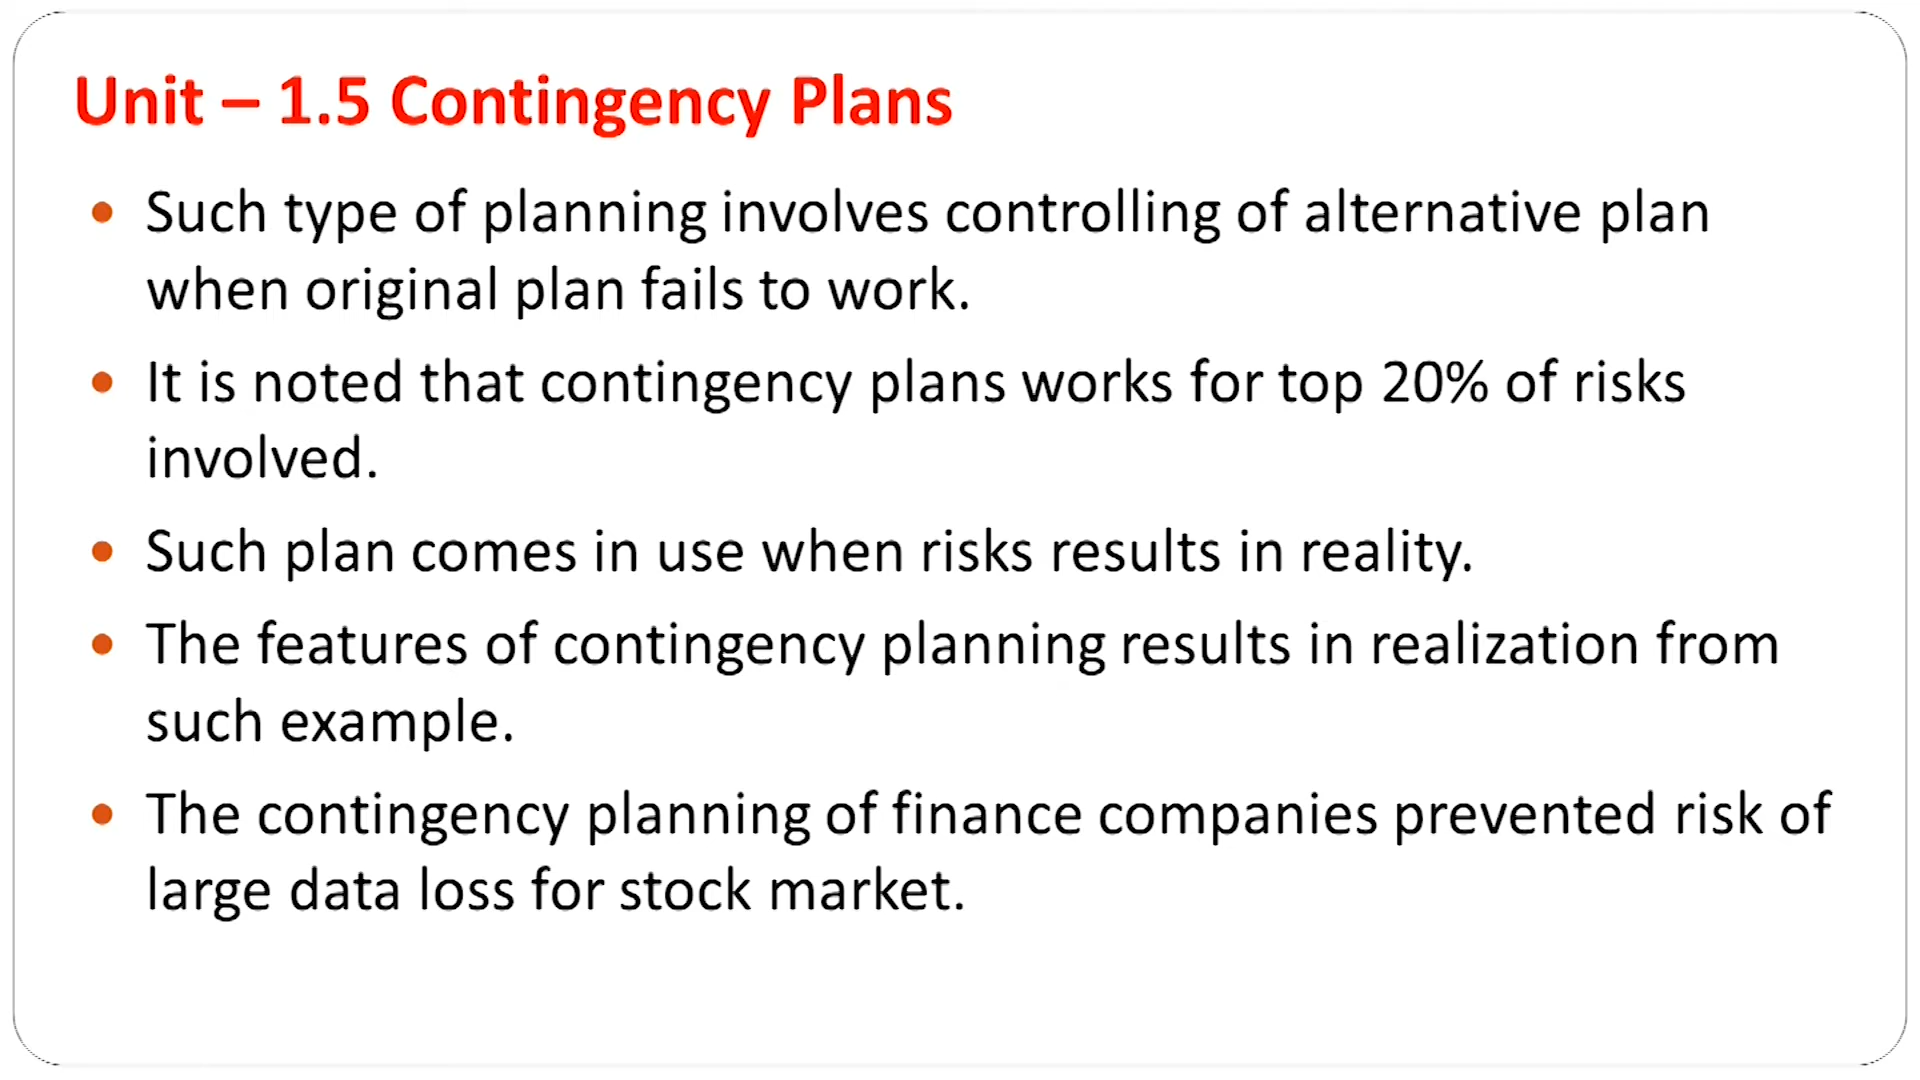 Unit – 1.5 Contingency Plans
• Such type of planning involves controlling of alternative plan
when original plan fails to work.
• It is noted that contingency plans works for top 20% of risks
involved.
• Such plan comes in use when risks results in reality.
• The features of contingency planning results in realization from
such example.
• The contingency planning of finance companies prevented risk of
large data loss for stock market.